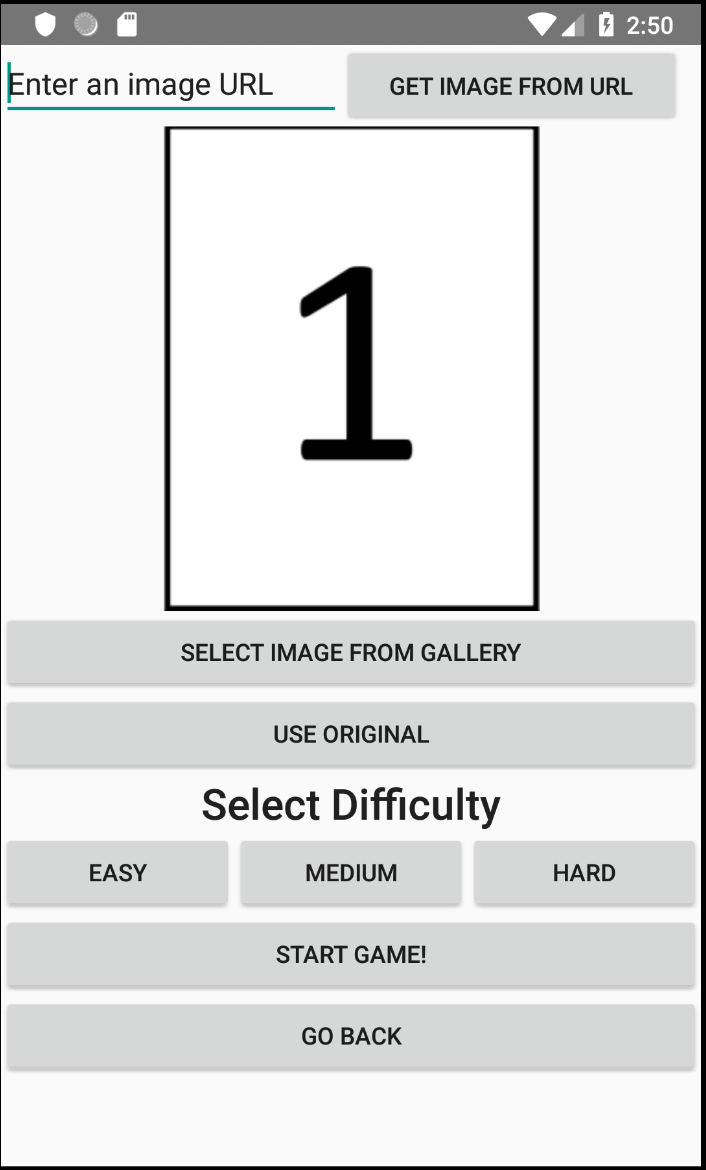 2:50
Enter an image URL GET IMAGE FROM URL
1
SELECT IMAGE FROM GALLERY
USE ORIGINAL
Select Difficulty
EASY MEDIUM HARD
START GAME!
GO BACK